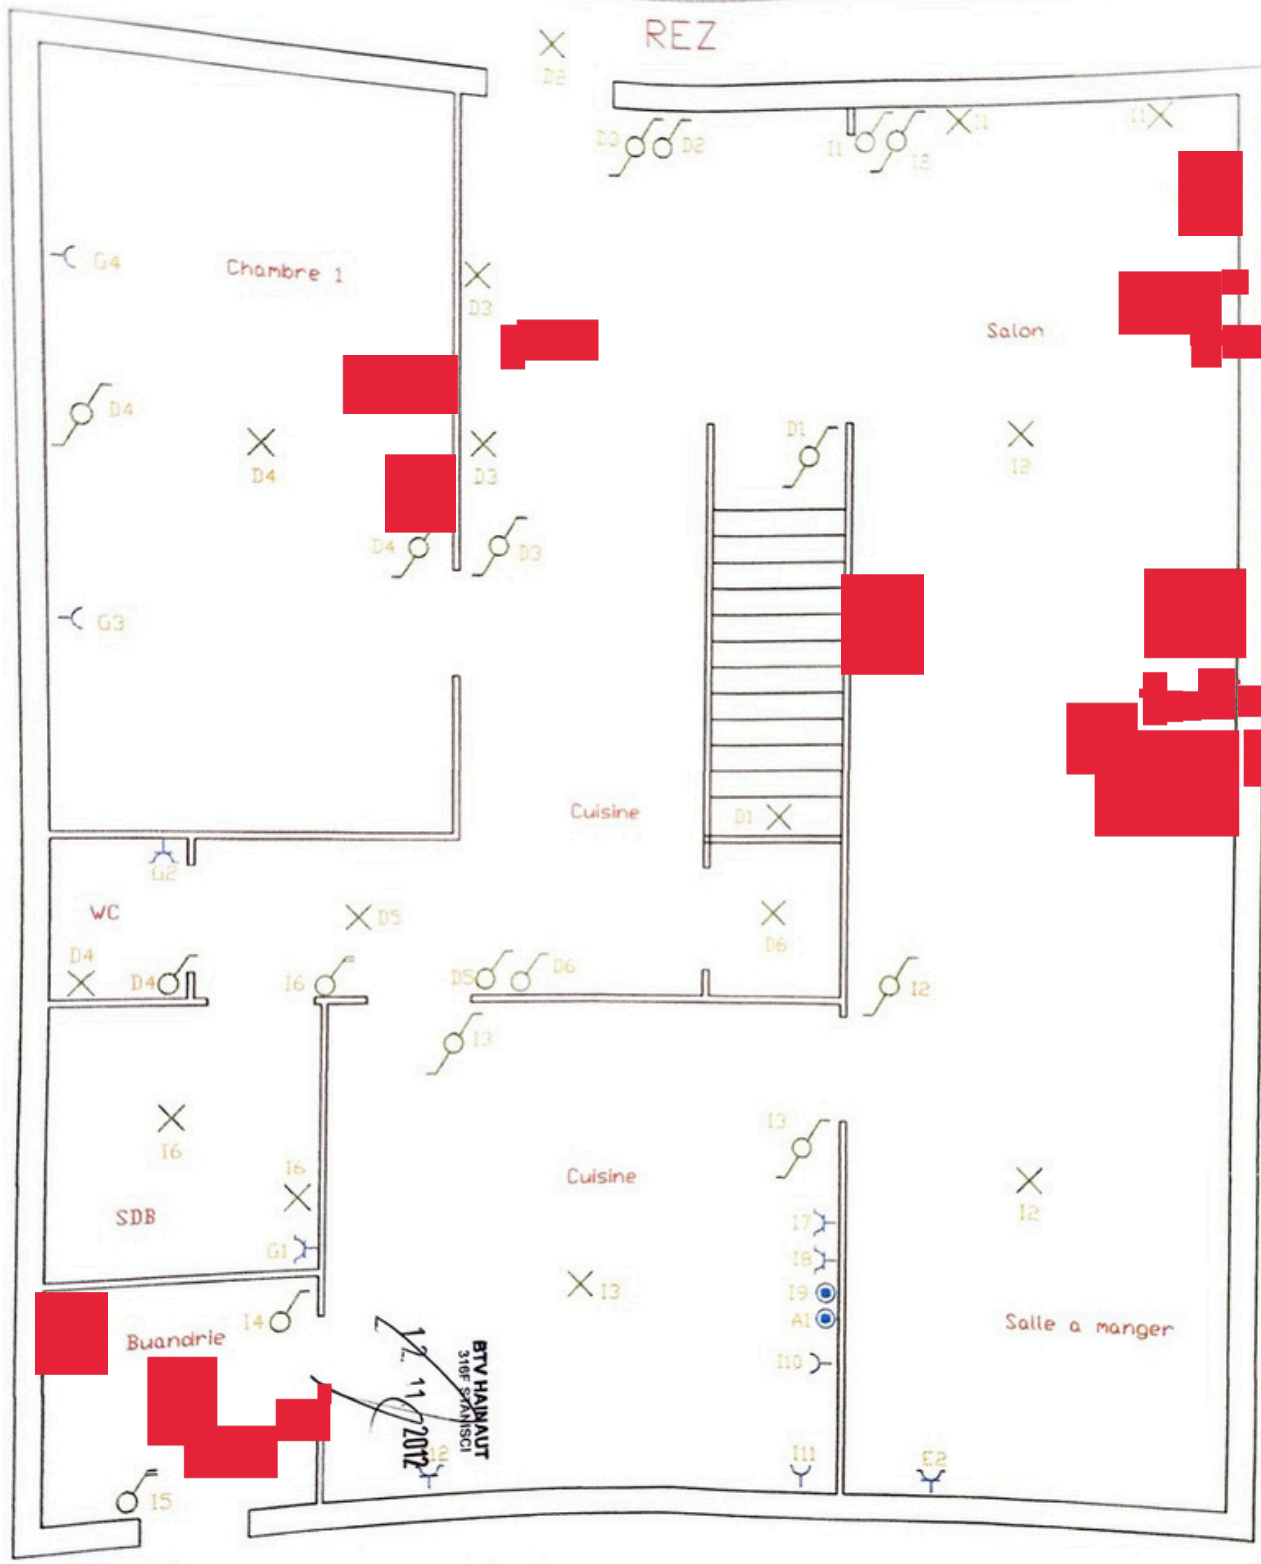 REZ
D2
D3
D2
I1
I2
I1
I1
G4
Chambre 1
D3
Salon
D4
D4
D3
D1
I2
D4
D3
G3
Cuisine
D1
G2
WC
D5
D6
D4
D4
I6
D5
D6
I2
I3
I6
I6
SDB
G1
Cuisine
I3
I3
I7
I8
I9
A1
I10
I11
I2
Salle a manger
E2
I4
Buandrie
I5
12 11 2012
BTV HAINAUT
316F STANISCI